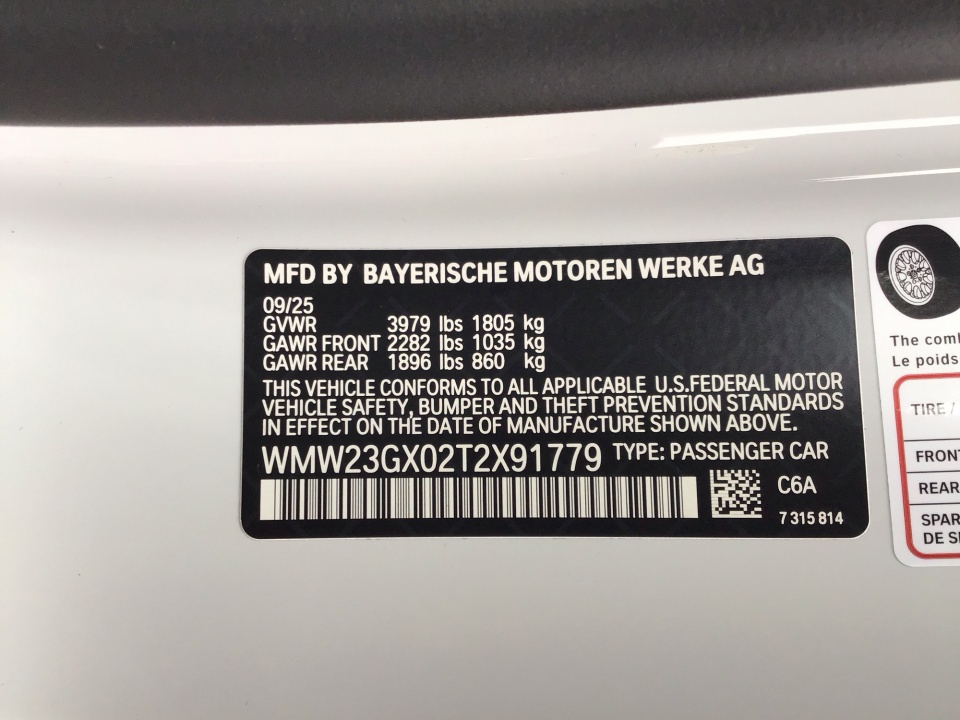 MFD BY BAYERISCHE MOTOREN WERKE AG
09/25
GVWR 3979 lbs 1805 kg
GAWR FRONT 2282 lbs 1035 kg
GAWR REAR 1896 lbs 860 kg
THIS VEHICLE CONFORMS TO ALL APPLICABLE U.S.FEDERAL MOTOR
VEHICLE SAFETY, BUMPER AND THEFT PREVENTION STANDARDS
IN EFFECT ON THE DATE OF MANUFACTURE SHOWN ABOVE.
WMW23GX02T2X91779 TYPE: PASSENGER CAR
C6A
7 315 814
The
Le poids
TIRE /
FRONT
REAR
DE